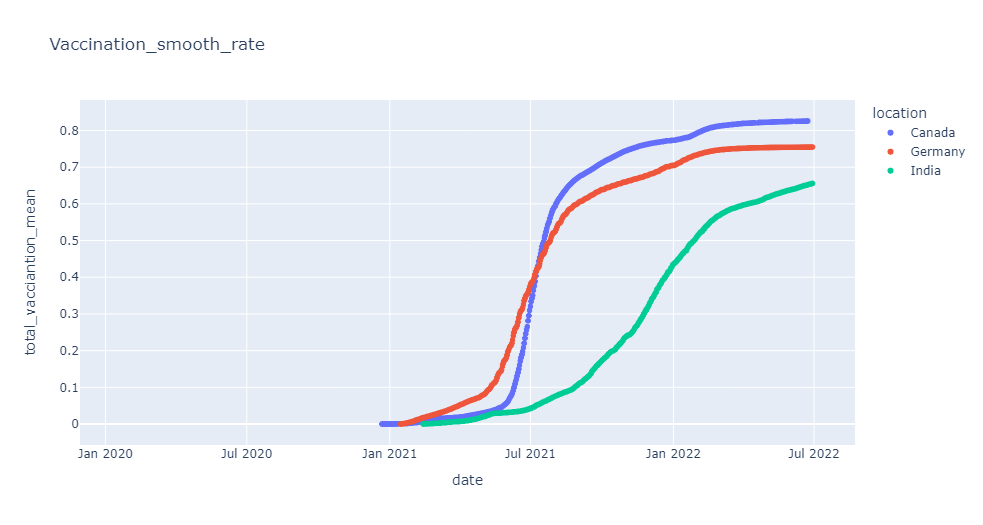 Vaccination_smooth_rate
location
Canada
Germany
India
total_vacciantion_mean
0.8
0.7
0.6
0.5
0.4
0.3
0.2
0.1
0
Jan 2020 Jul 2020 Jan 2021 Jul 2021 Jan 2022 Jul 2022
date